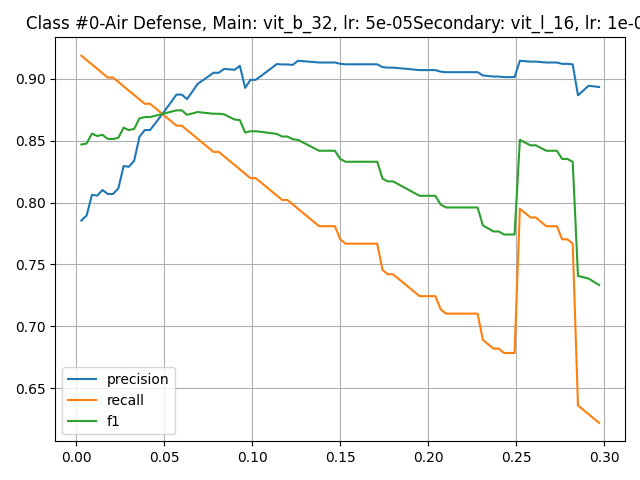 Class #0-Air Defense, Main: vit_b_32, lr: 5e-05Secondary: vit_l_16, lr: 1e-0
0.90
0.85
0.80
0.75
0.70
0.65
precision
recall
f1
0.00 0.05 0.10 0.15 0.20 0.25 0.30